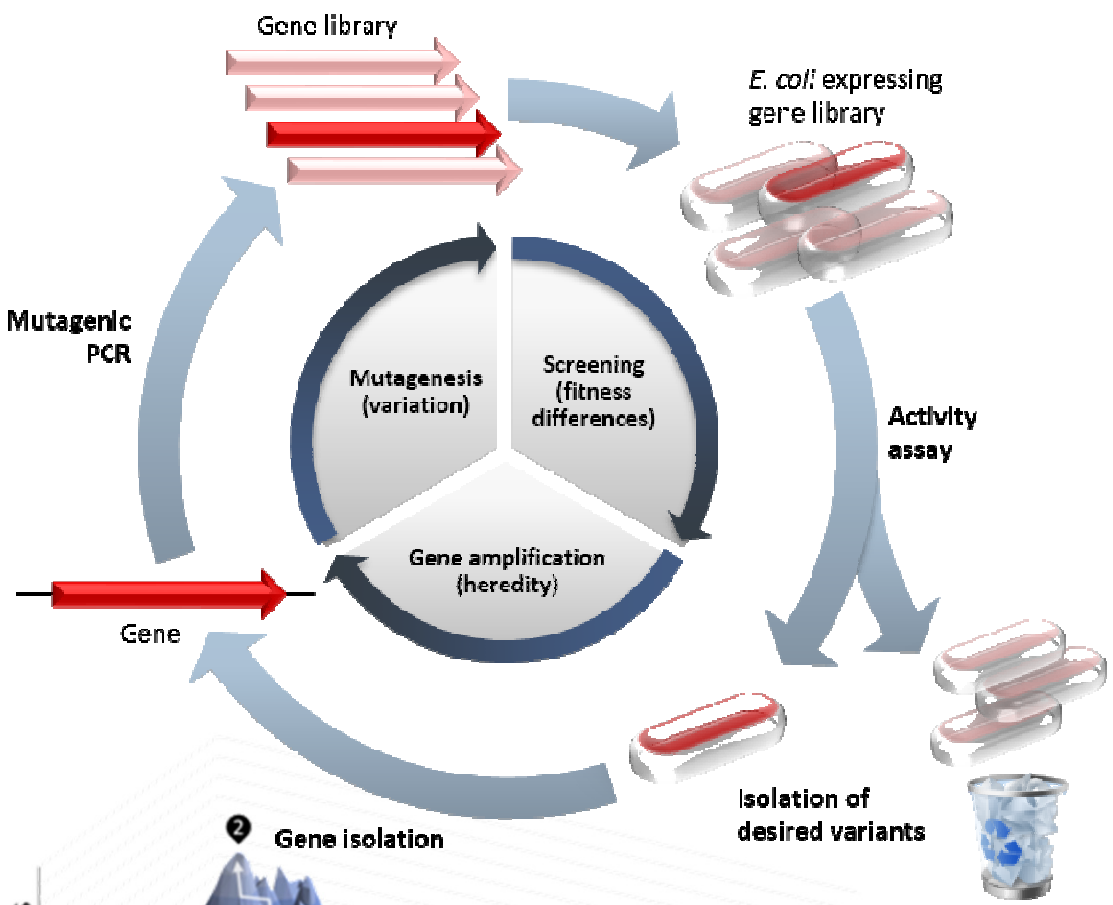 Gene library
E. coli expressing
gene library
Mutagenic
PCR
Mutagenesis
(variation)
Screening
(fitness
differences)
Activity
assay
Gene amplification
(heredity)
Gene
Isolation of
desired variants
2
Gene isolation